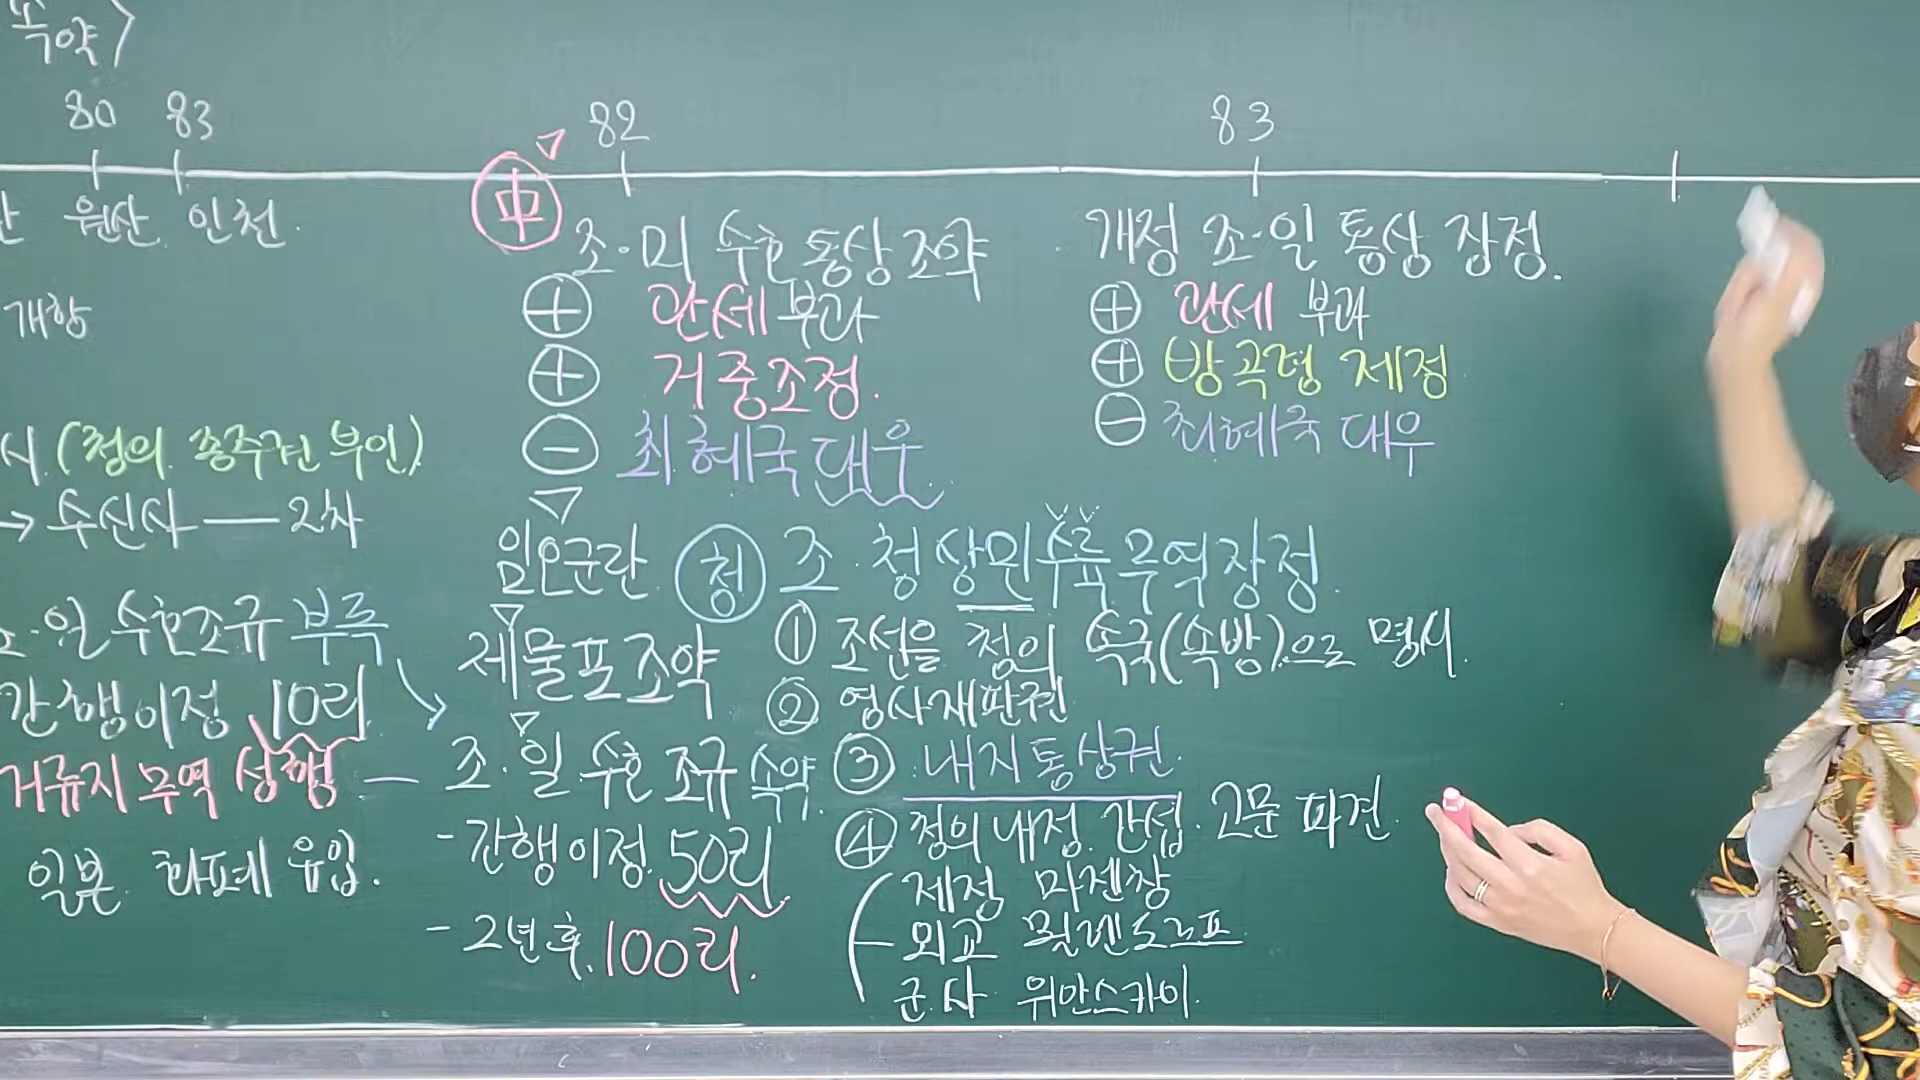 속약>
80 83 82 83
원산 인천.
개항
시 (청의 종주권 부인)
→ 수신사 — 2차
조·일 수호조규 부록
간행이정 10리
거류지 무역 성행
일본 화폐 유입.
中
조·미 수호통상조약
⊕ 관세 부과
⊕ 거중조정.
⊖ 최혜국 대우
임오군란
제물포조약
조·일 수호조규 속약
- 간행이정 50리
- 2년 후. 100리.
개정 조·일 통상 장정.
⊕ 관세 부과
⊕ 방곡령 제정
⊖ 최혜국 대우
청 조·청 상민수륙무역장정.
① 조선을 청의 속국(속방)으로 명시.
② 영사재판권
③ 내지통상권.
④ 청의 내정 간섭. 고문 파견.
제정 마젠창
외교 묄렌도르프
군사 위안스카이.